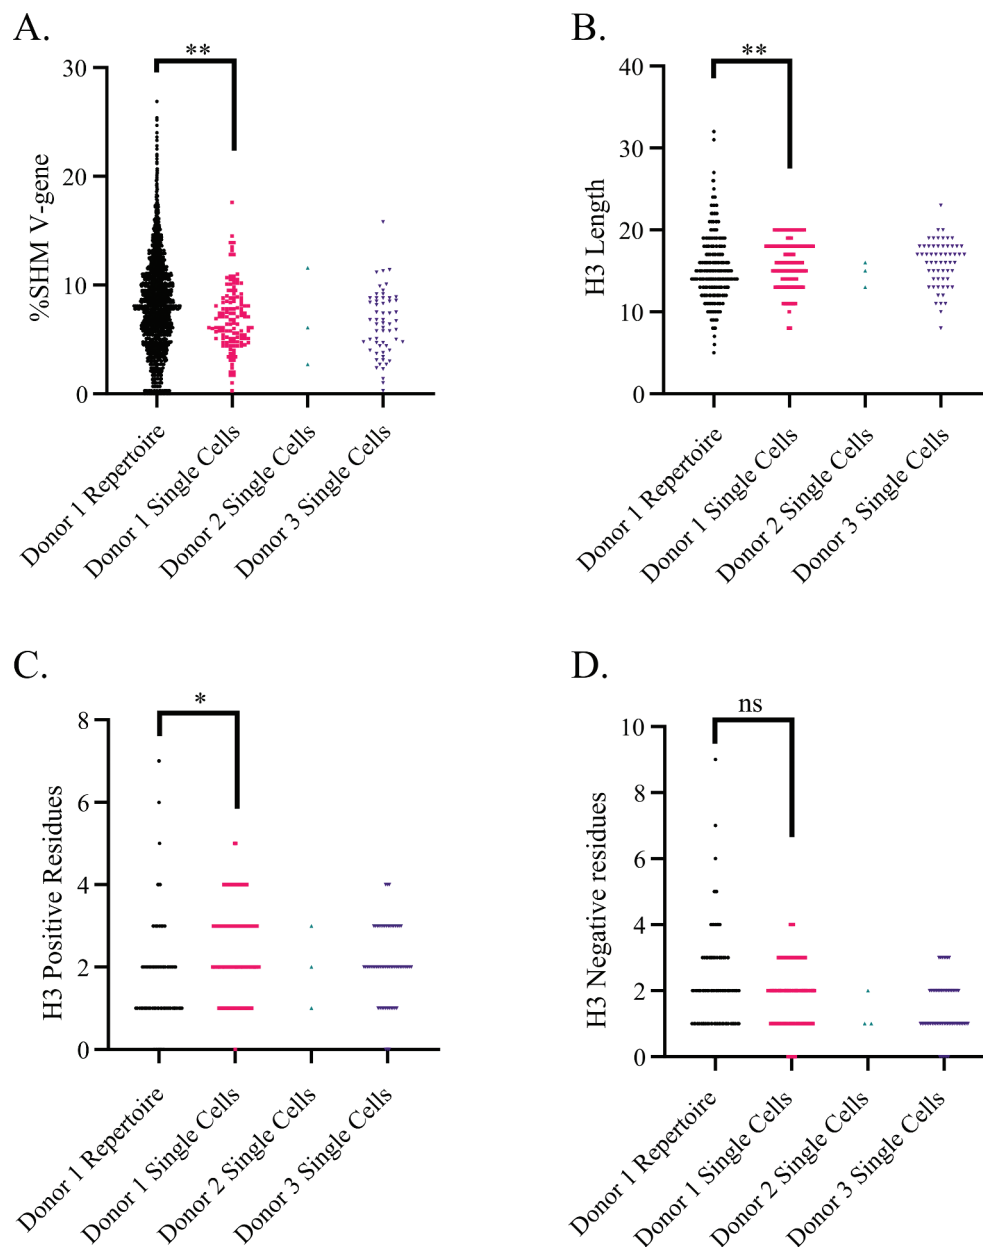 A.
**
30
20
10
0
%SHM V-gene
Donor 1 Repertoire
Donor 1 Single Cells
Donor 2 Single Cells
Donor 3 Single Cells
B.
**
40
30
20
10
0
H3 Length
Donor 1 Repertoire
Donor 1 Single Cells
Donor 2 Single Cells
Donor 3 Single Cells
C.
*
8
6
4
2
0
H3 Positive Residues
Donor 1 Repertoire
Donor 1 Single Cells
Donor 2 Single Cells
Donor 3 Single Cells
D.
ns
10
8
6
4
2
0
H3 Negative residues
Donor 1 Repertoire
Donor 1 Single Cells
Donor 2 Single Cells
Donor 3 Single Cells